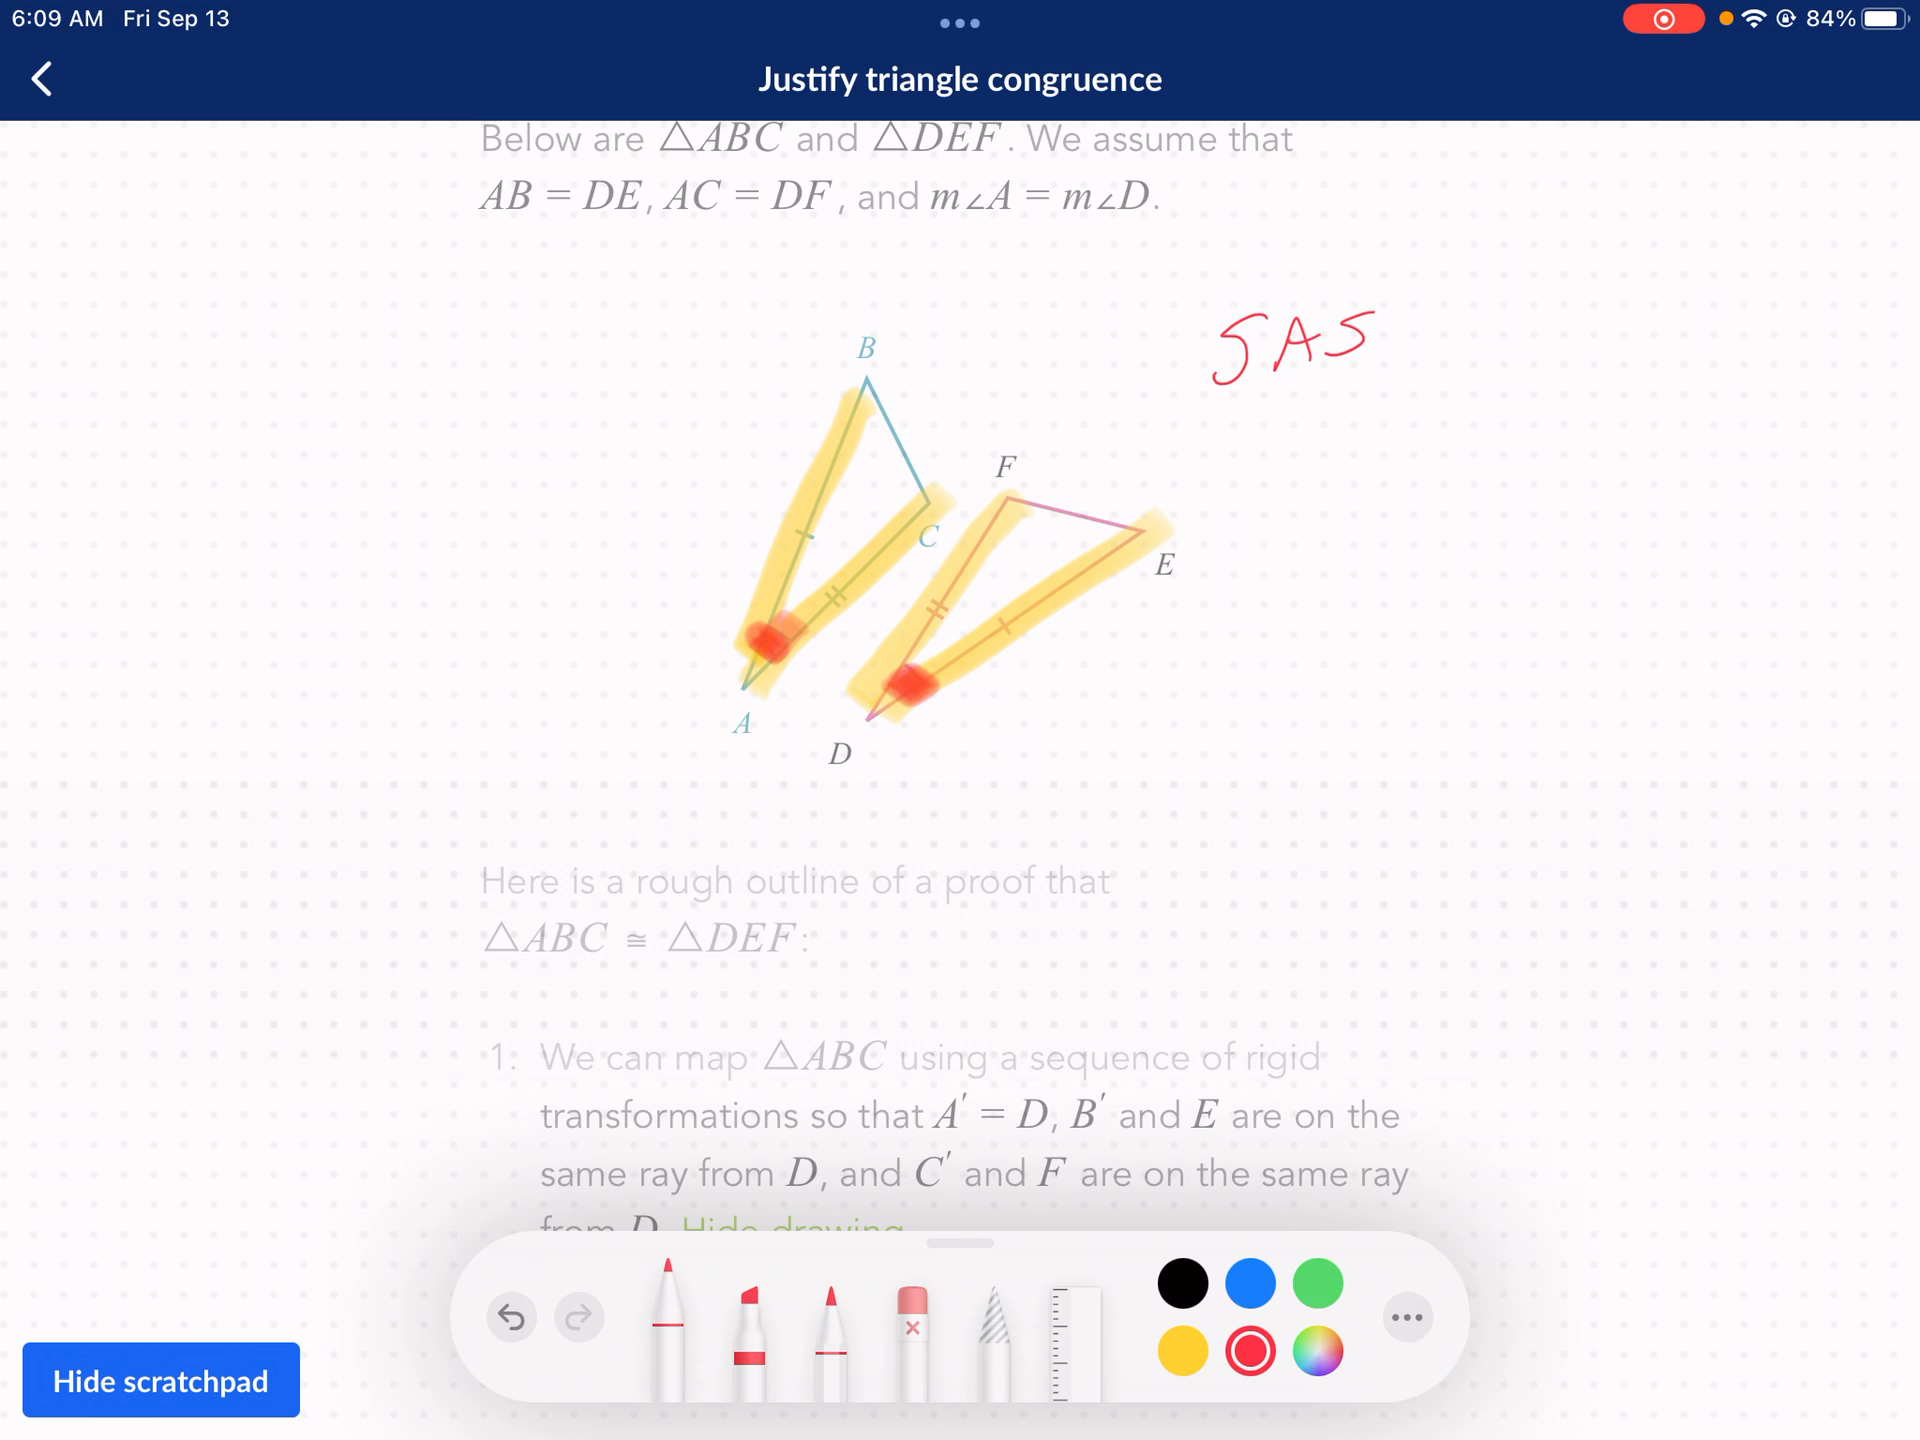 6:09 AM Fri Sep 13
84%
Justify triangle congruence
Below are △ABC and △DEF. We assume that
AB = DE, AC = DF, and m∠A = m∠D.
SAS
B
F
C
E
A
D
Here is a rough outline of a proof that
△ABC ≅ △DEF:
1. We can map △ABC using a sequence of rigid
transformations so that A′ = D, B′ and E are on the
same ray from D, and C′ and F are on the same ray
from D. Hide drawing
Hide scratchpad